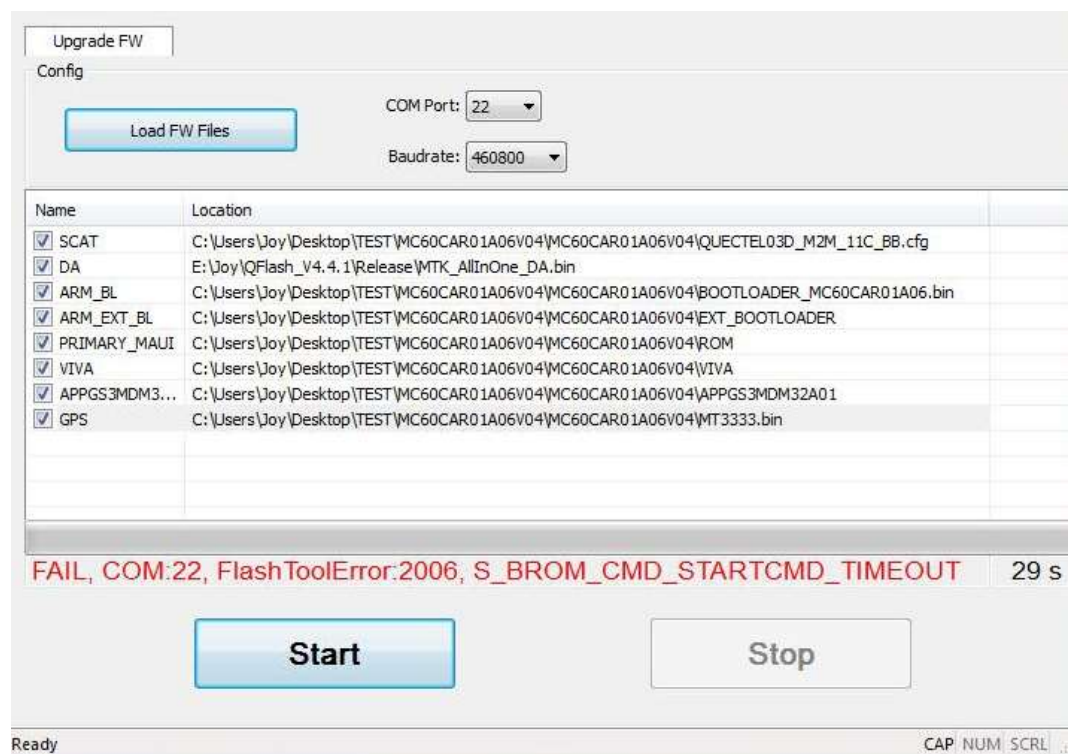 Upgrade FW
Config
Load FW Files
COM Port: 22
Baudrate: 460800
Name Location
SCAT C:\Users\Joy\Desktop\TEST\MC60CAR01A06V04\MC60CAR01A06V04\QUECTEL03D_M2M_11C_BB.cfg
DA E:\Joy\QFlash_V4.4.1\Release\MTK_AllInOne_DA.bin
ARM_BL C:\Users\Joy\Desktop\TEST\MC60CAR01A06V04\MC60CAR01A06V04\BOOTLOADER_MC60CAR01A06.bin
ARM_EXT_BL C:\Users\Joy\Desktop\TEST\MC60CAR01A06V04\MC60CAR01A06V04\EXT_BOOTLOADER
PRIMARY_MAUI C:\Users\Joy\Desktop\TEST\MC60CAR01A06V04\MC60CAR01A06V04\ROM
VIVA C:\Users\Joy\Desktop\TEST\MC60CAR01A06V04\MC60CAR01A06V04\VIVA
APPGS3MDM3... C:\Users\Joy\Desktop\TEST\MC60CAR01A06V04\MC60CAR01A06V04\APPGS3MDM32A01
GPS C:\Users\Joy\Desktop\TEST\MC60CAR01A06V04\MC60CAR01A06V04\MT3333.bin
FAIL, COM:22, FlashToolError:2006, S_BROM_CMD_STARTCMD_TIMEOUT 29 s
Start Stop
Ready CAP NUM SCRL